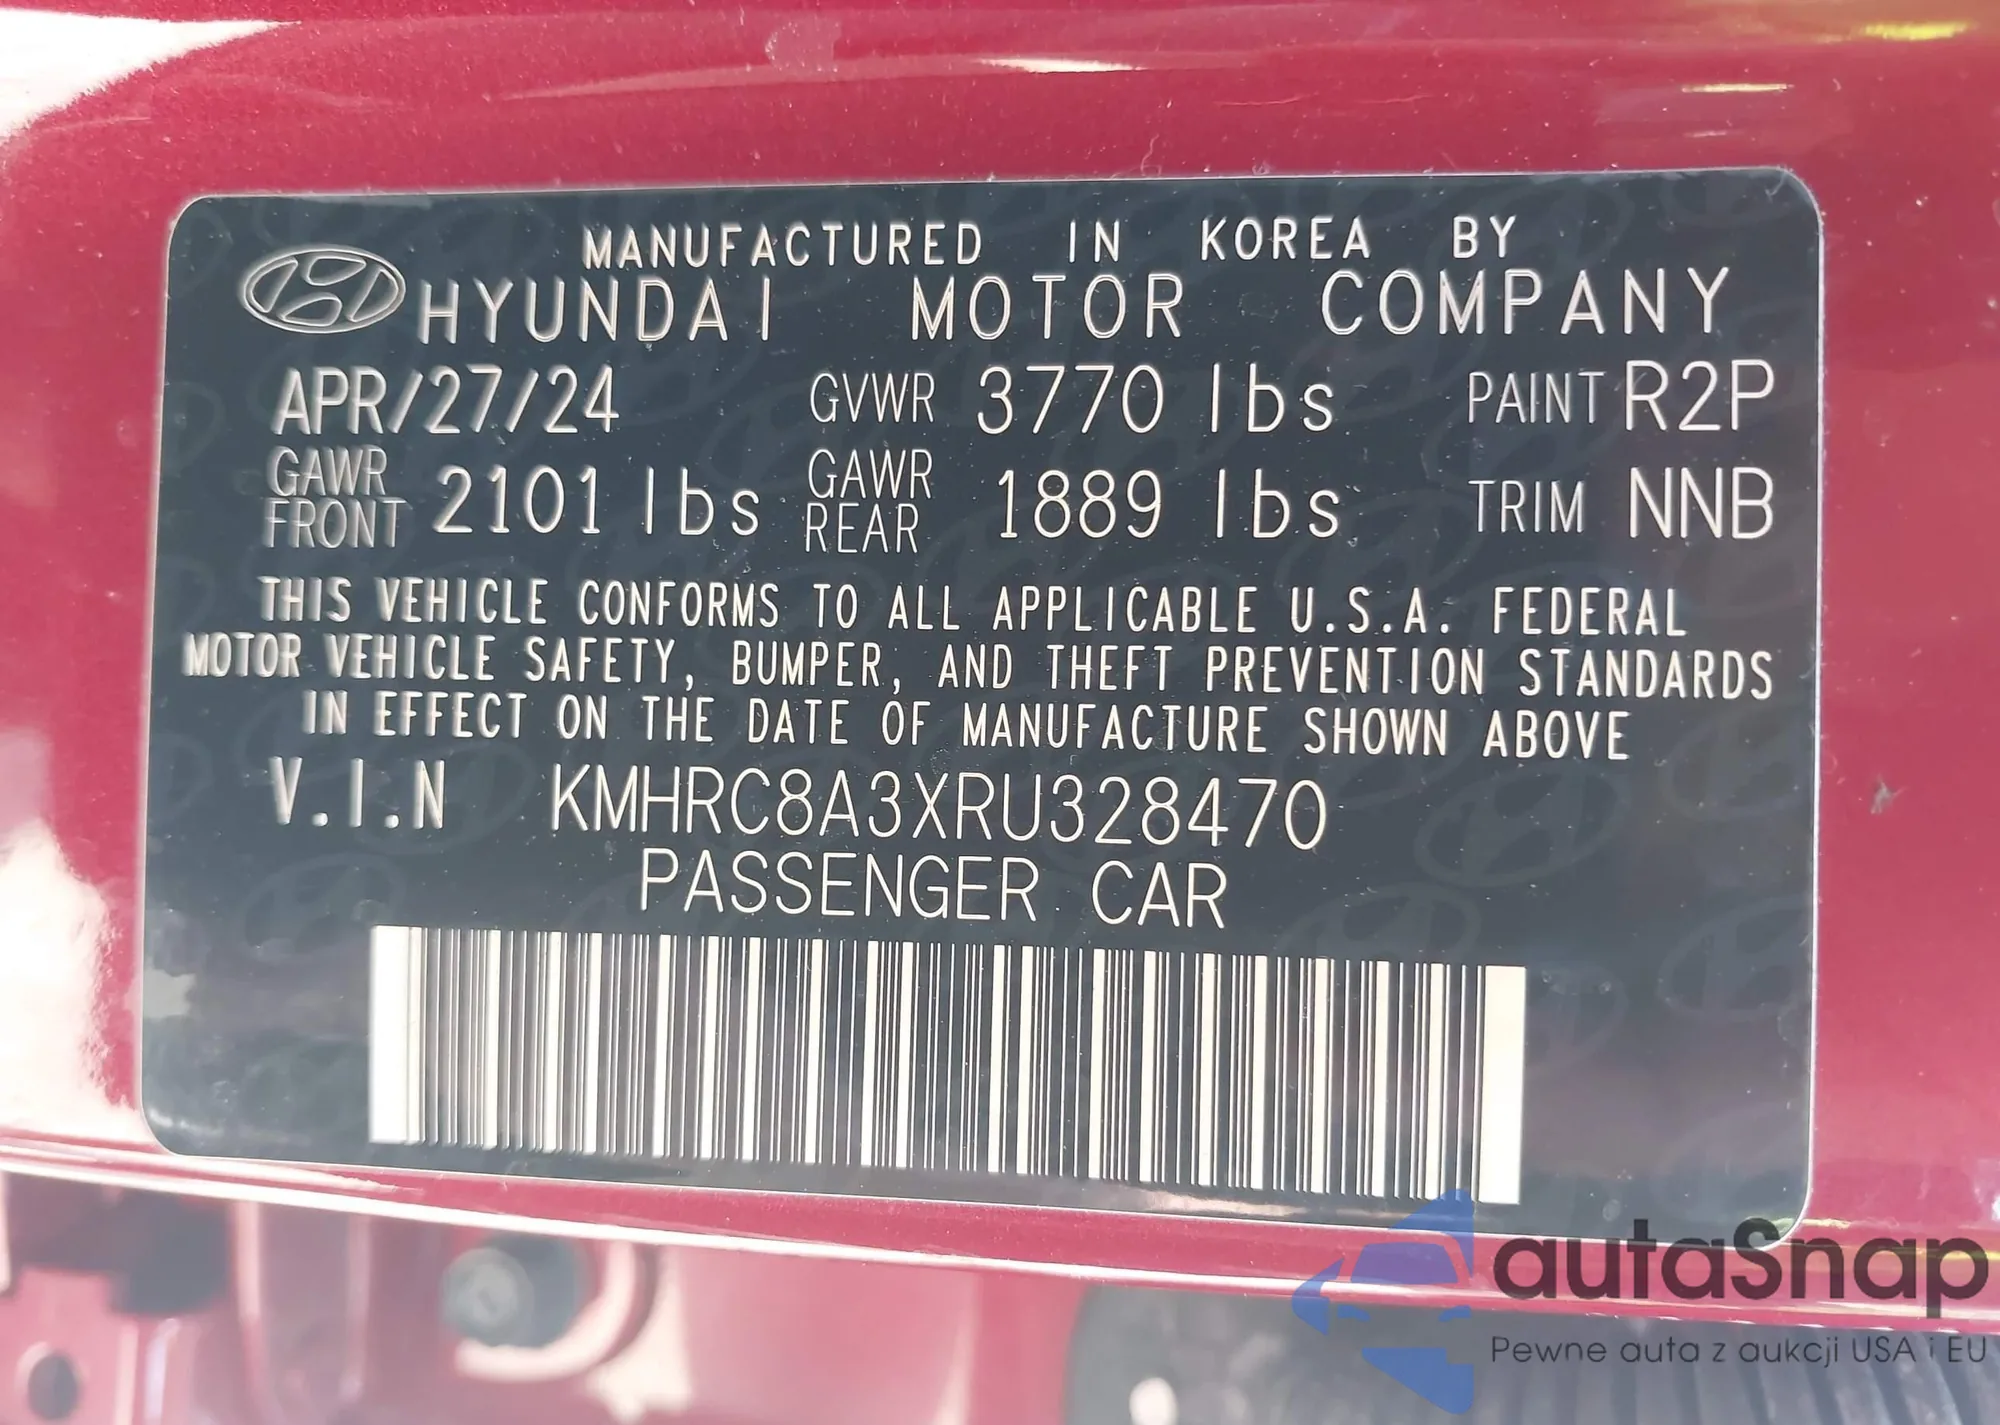 MANUFACTURED IN KOREA BY
HYUNDAI MOTOR COMPANY
APR/27/24 GVWR 3770 lbs PAINT R2P
GAWR FRONT 2101 lbs GAWR REAR 1889 lbs TRIM NNB
THIS VEHICLE CONFORMS TO ALL APPLICABLE U.S.A. FEDERAL
MOTOR VEHICLE SAFETY, BUMPER, AND THEFT PREVENTION STANDARDS
IN EFFECT ON THE DATE OF MANUFACTURE SHOWN ABOVE
V.I.N KMHRC8A3XRU328470
PASSENGER CAR
autaSnap
Pewne auta z aukcji USA i EU